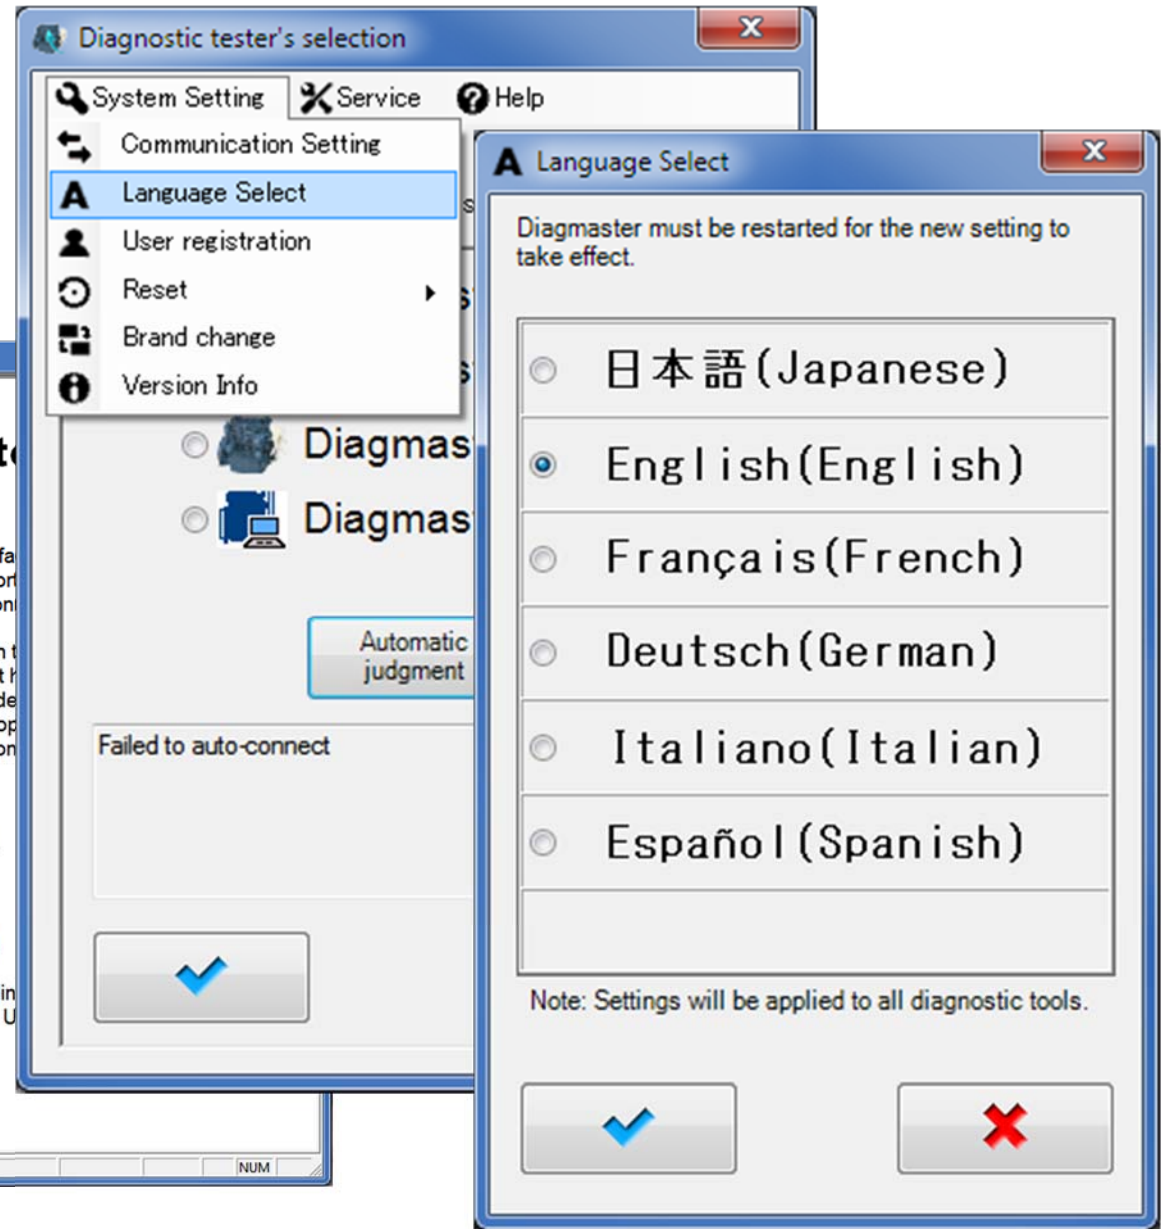 Diagnostic tester's selection
System Setting Service Help
Communication Setting
Language Select
User registration
Reset
Brand change
Version Info
Automatic
judgment
Failed to auto-connect
NUM
Language Select
Diagmaster must be restarted for the new setting to
take effect.
日本語(Japanese)
English(English)
Français(French)
Deutsch(German)
Italiano(Italian)
Español(Spanish)
Note: Settings will be applied to all diagnostic tools.